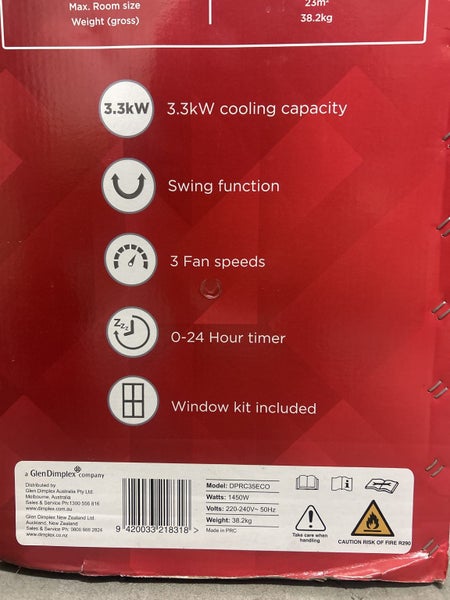 Max. Room size 23m²
Weight (gross) 38.2kg
3.3kW 3.3kW cooling capacity
Swing function
3 Fan speeds
Zzz 0-24 Hour timer
Window kit included
a GlenDimplex company
Distributed by
Glen Dimplex Australia Pty Ltd
Melbourne, Australia
Sales & Service Ph:1300 556 816
www.dimplex.com.au
Glen Dimplex New Zealand Ltd
Auckland, New Zealand
Sales & Service Ph: 0800 666 2824
www.dimplex.co.nz
9 420033 218318 >
Model: DPRC35ECO
Watts: 1450W
Volts: 220-240V~ 50Hz
Weight: 38.2kg
Made in PRC
Take care when
handling
CAUTION RISK OF FIRE R290